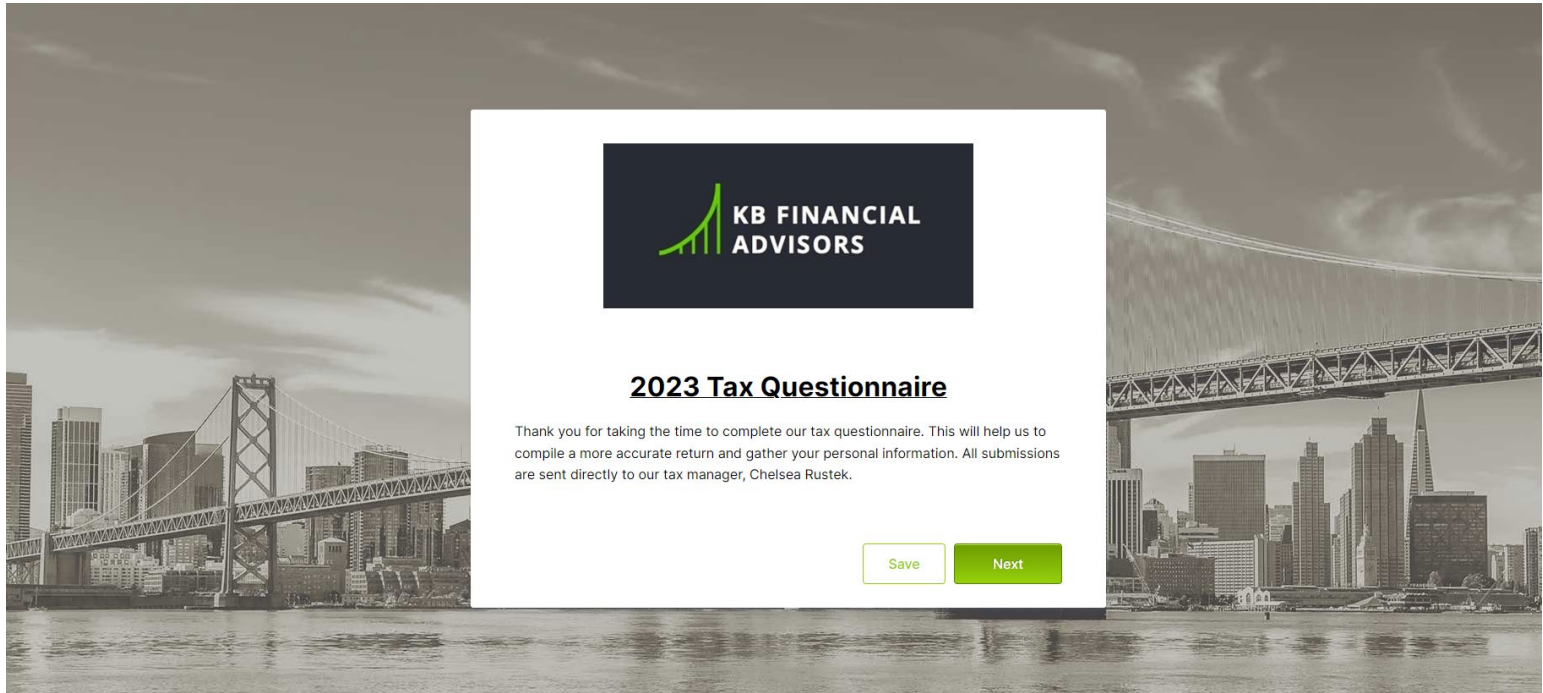 KB FINANCIAL
ADVISORS
2023 Tax Questionnaire
Thank you for taking the time to complete our tax questionnaire. This will help us to
compile a more accurate return and gather your personal information. All submissions
are sent directly to our tax manager, Chelsea Rustek.
Save Next